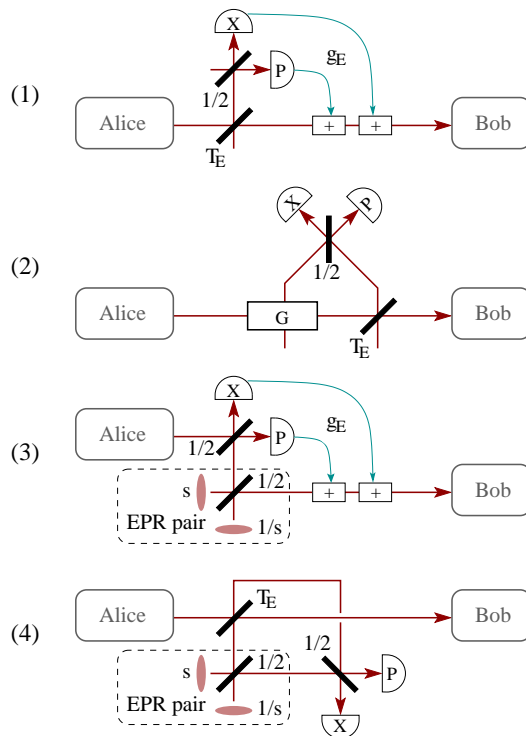 X
g_E
P
1/2
(1)
Alice
+ +
Bob
T_E
X P
(2)
1/2
Alice
G
Bob
T_E
X
g_E
Alice
P
(3)
1/2
1/2
s
+ +
Bob
EPR pair
1/s
Alice
T_E
Bob
(4)
1/2
1/2
s
P
EPR pair
1/s
X